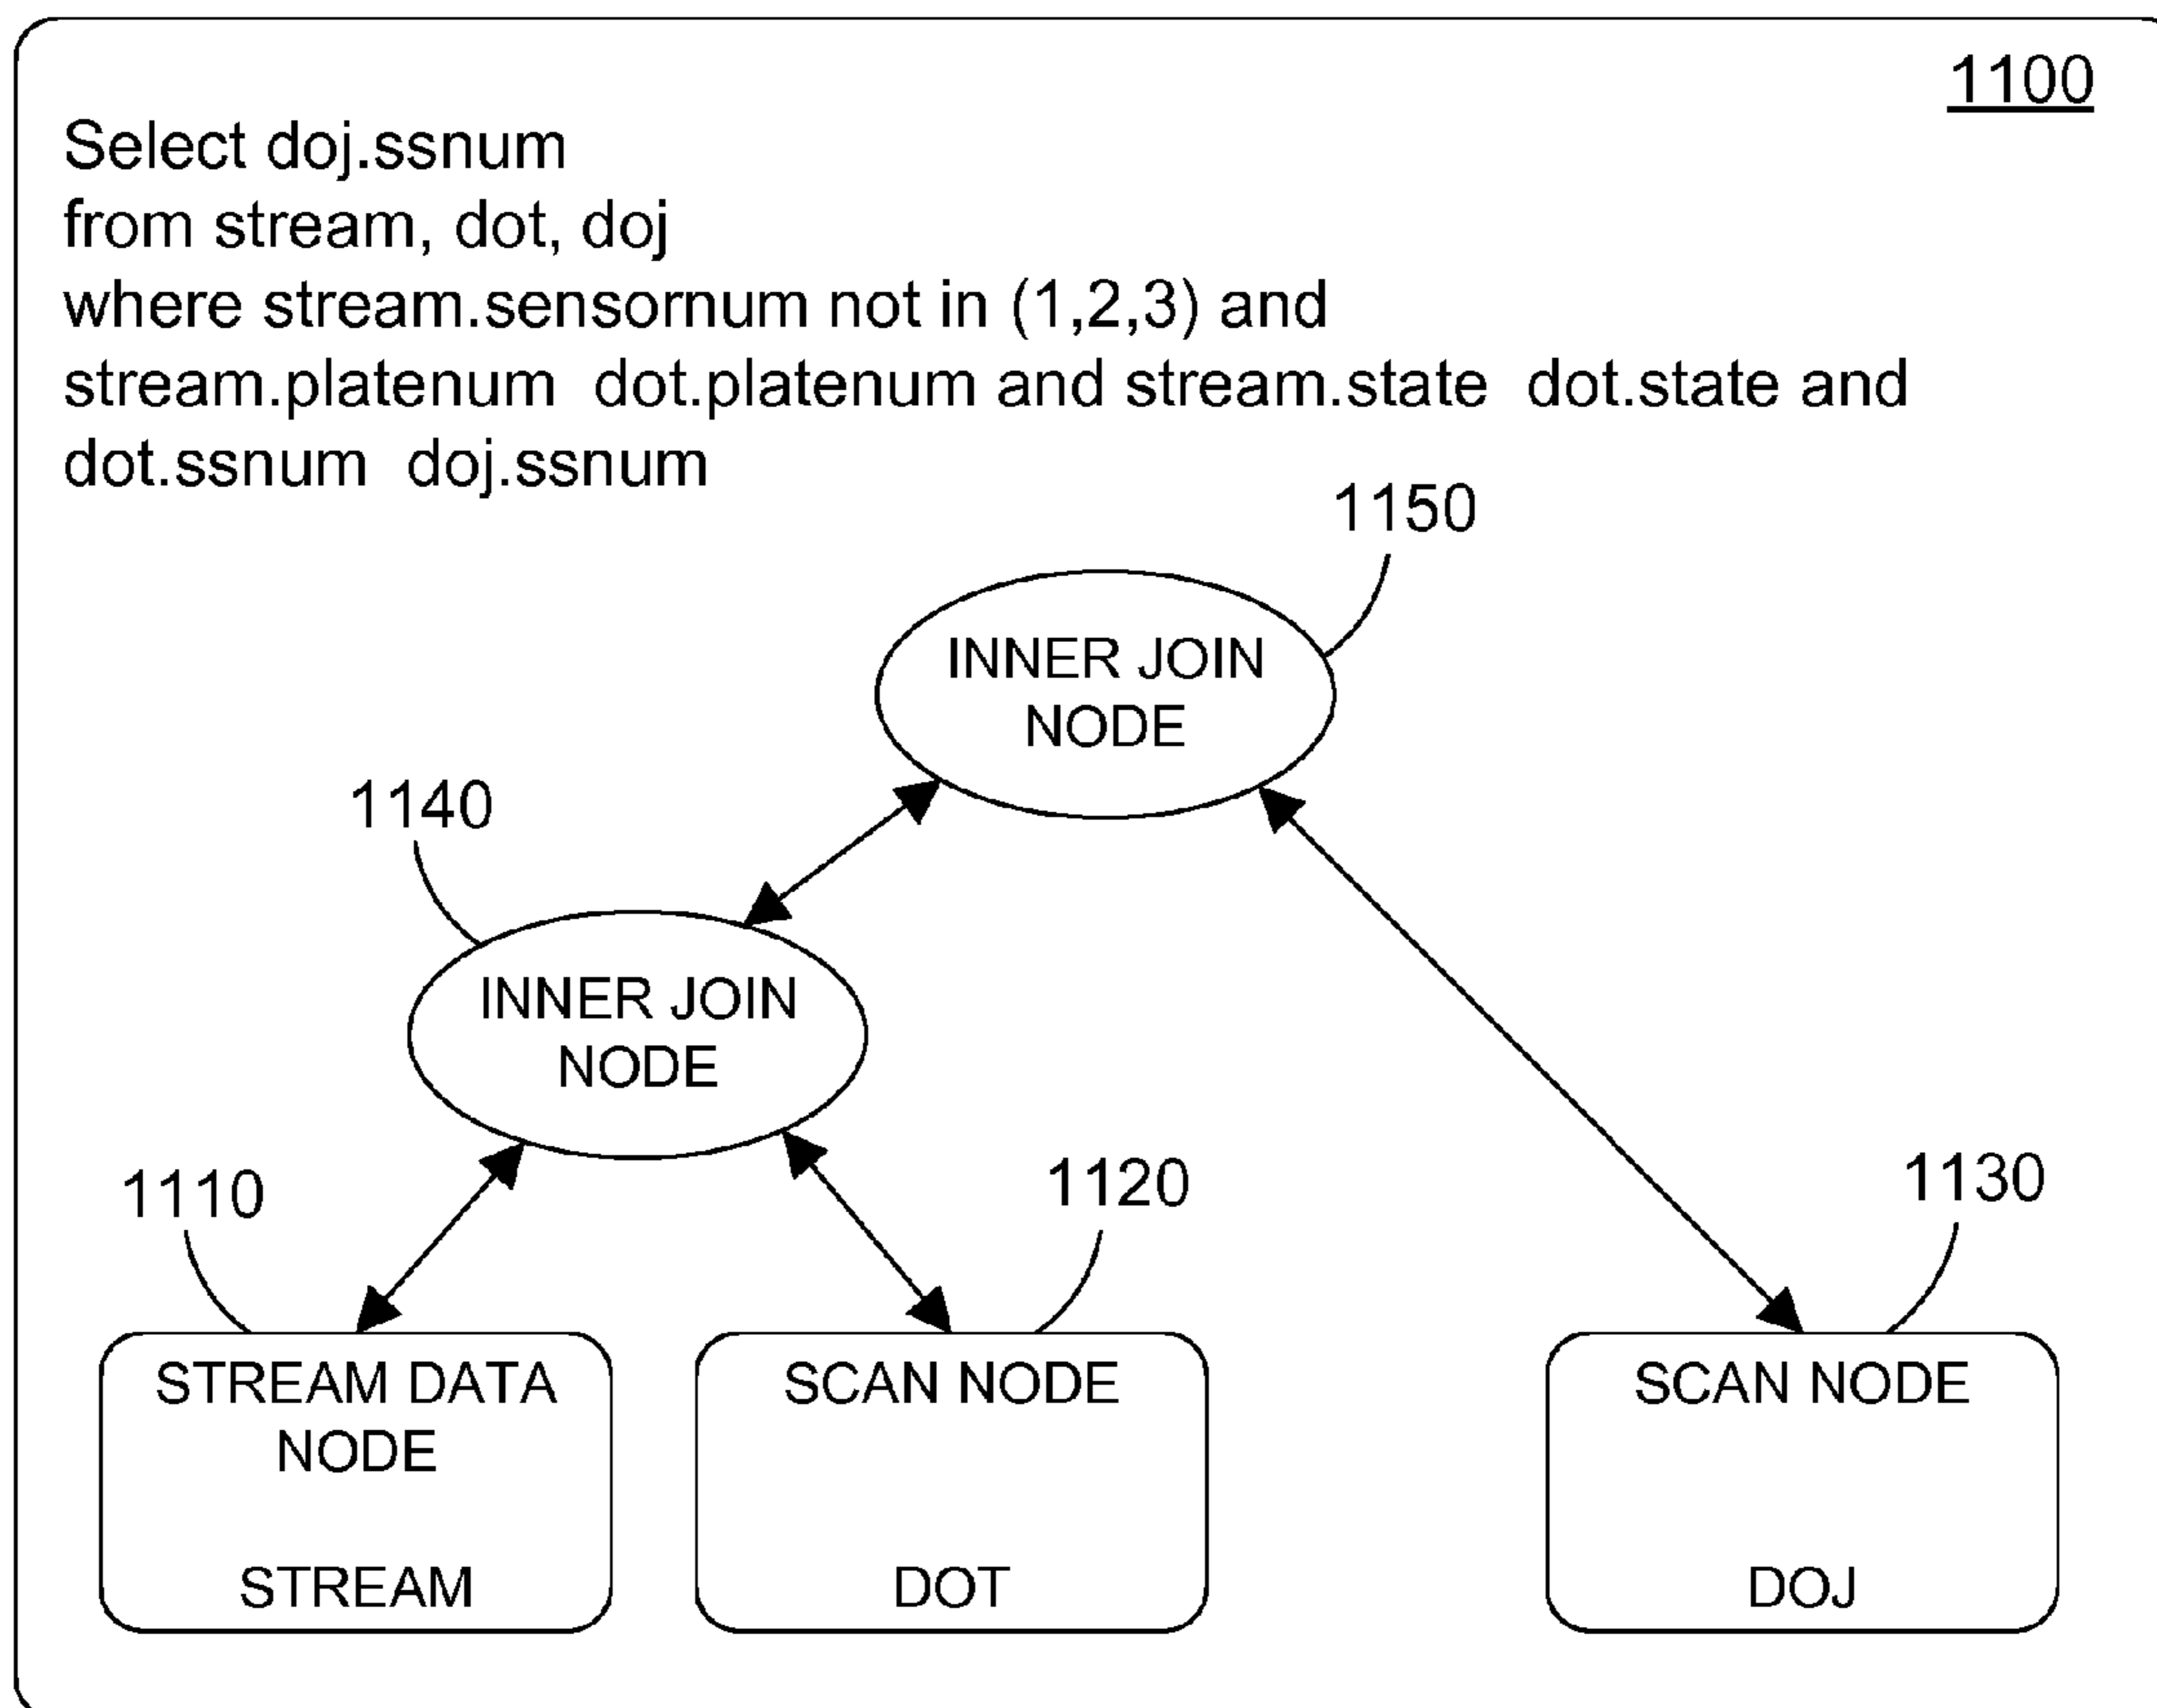 1100
Select doj.ssnum
from stream, dot, doj
where stream.sensornum not in (1,2,3) and
stream.platenum dot.platenum and stream.state dot.state and
dot.ssnum doj.ssnum
1150
INNER JOIN
NODE
1140
INNER JOIN
NODE
1110
1120
1130
STREAM DATA
NODE
STREAM
SCAN NODE
DOT
SCAN NODE
DOJ